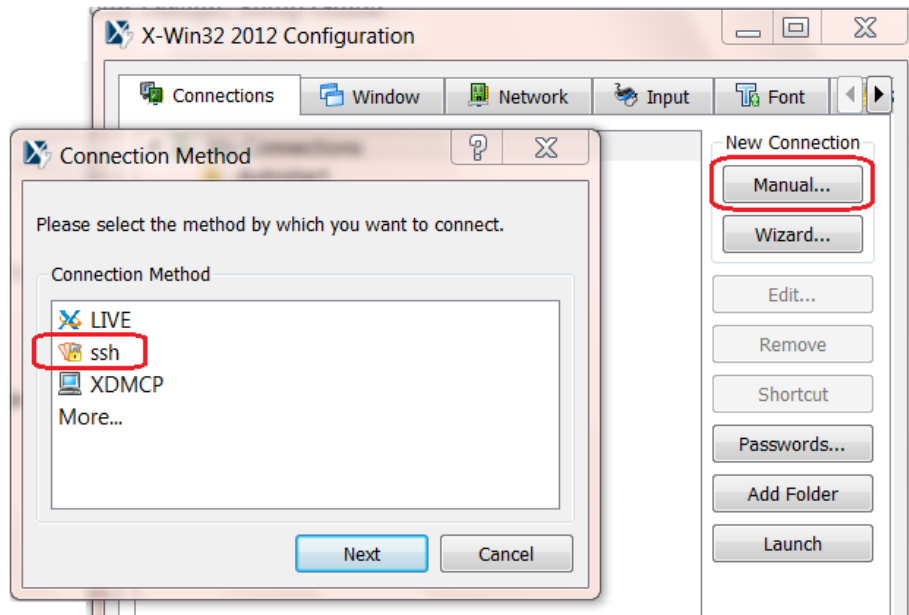 X-Win32 2012 Configuration
Connections
Window
Network
Input
Font
Connection Method
Please select the method by which you want to connect.
Connection Method
LIVE
ssh
XDMCP
More...
Next
Cancel
New Connection
Manual...
Wizard...
Edit...
Remove
Shortcut
Passwords...
Add Folder
Launch